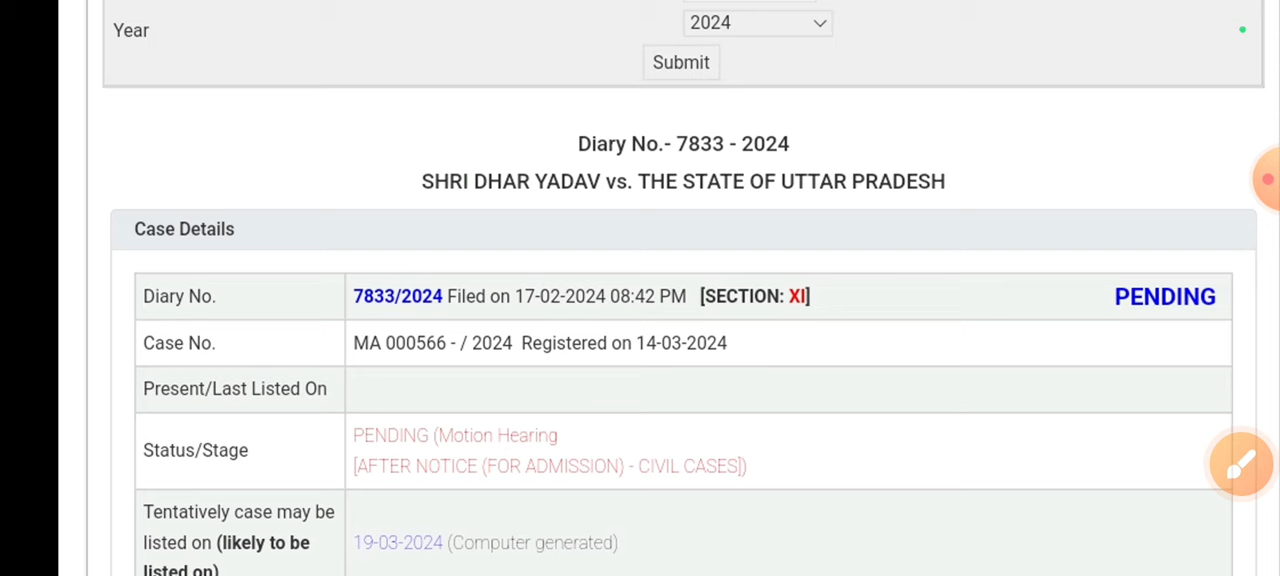 Year
2024
Submit
Diary No.- 7833 - 2024
SHRI DHAR YADAV vs. THE STATE OF UTTAR PRADESH
Case Details
Diary No. 7833/2024 Filed on 17-02-2024 08:42 PM [SECTION: XI] PENDING
Case No. MA 000566 - / 2024 Registered on 14-03-2024
Present/Last Listed On
Status/Stage
PENDING (Motion Hearing
[AFTER NOTICE (FOR ADMISSION) - CIVIL CASES])
Tentatively case may be
listed on (likely to be
listed on)
19-03-2024 (Computer generated)